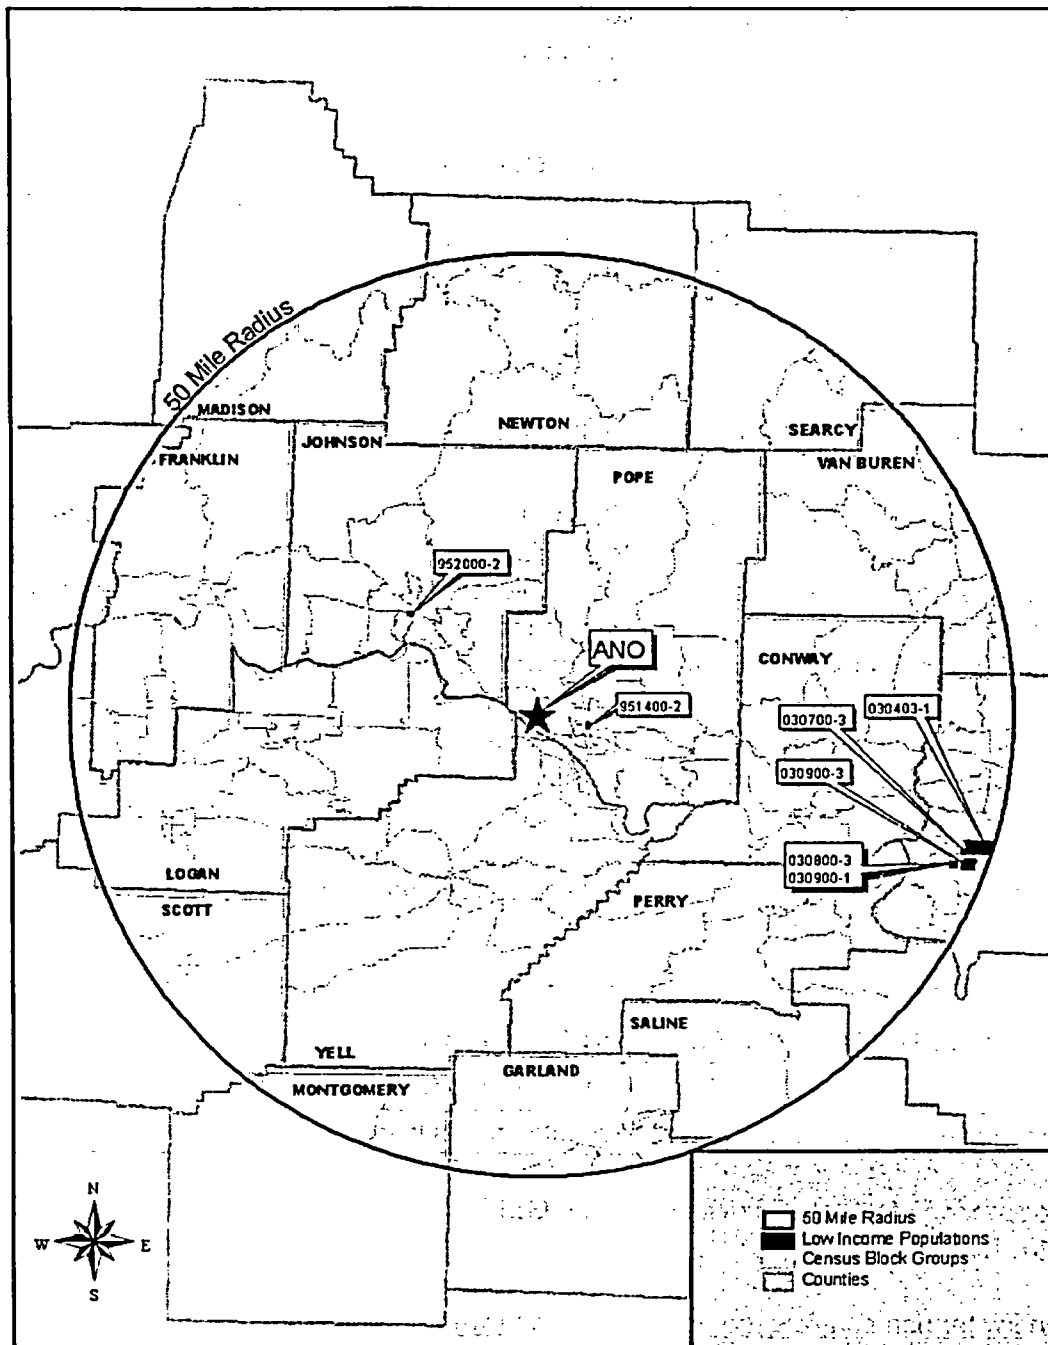 50 Mile Radius
MADISON
NEWTON
JOHNSON
SEARCY
FRANKLIN
VAN BUREN
POPE
952000-2
ANO
CONWAY
951400-2
030700-3
030403-1
030900-3
030800-3
030900-1
LOGAN
PERRY
SCOTT
SALINE
YELL
GARLAND
MONTGOMERY
N
W E
S
50 Mile Radius
Low Income Populations
Census Block Groups
Counties